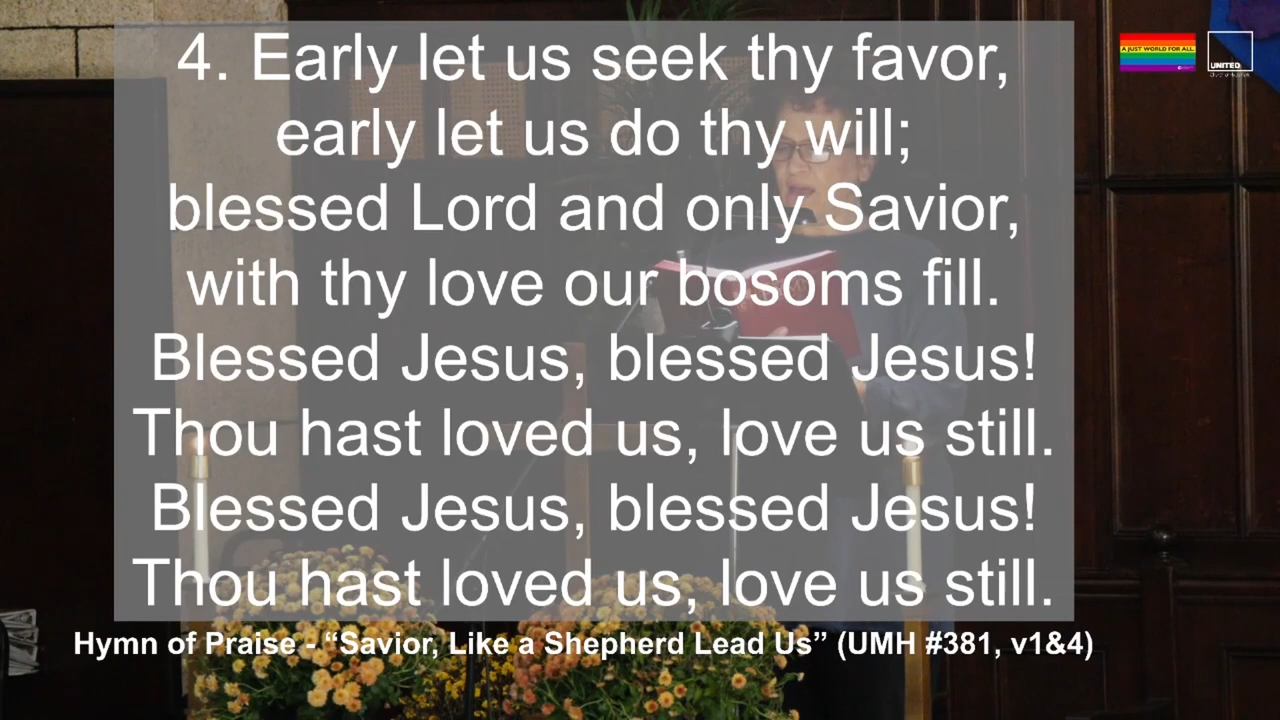 4. Early let us seek thy favor,
early let us do thy will;
blessed Lord and only Savior,
with thy love our bosoms fill.
Blessed Jesus, blessed Jesus!
Thou hast loved us, love us still.
Blessed Jesus, blessed Jesus!
Thou hast loved us, love us still.
Hymn of Praise - “Savior, Like a Shepherd Lead Us” (UMH #381, v1&4)
A JUST WORLD FOR ALL
UNITED